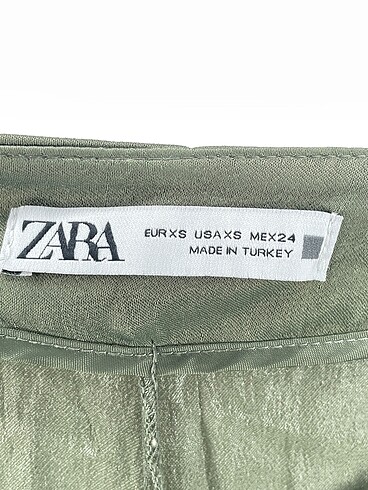 ZARA
EUR XS USA XS MEX 24
MADE IN TURKEY